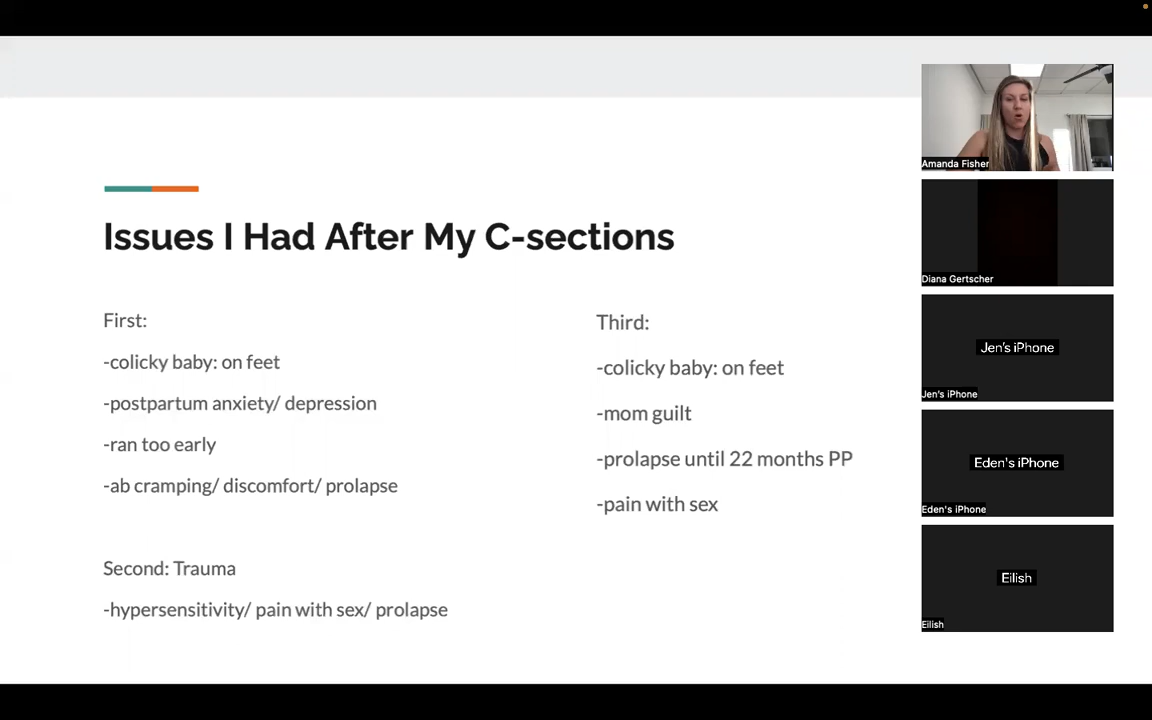 Issues I Had After My C-sections
First:
-colicky baby: on feet
-postpartum anxiety/ depression
-ran too early
-ab cramping/ discomfort/ prolapse
Second: Trauma
-hypersensitivity/ pain with sex/ prolapse
Third:
-colicky baby: on feet
-mom guilt
-prolapse until 22 months PP
-pain with sex
Amanda Fisher
Diana Gertscher
Jen's iPhone
Jen's iPhone
Eden's iPhone
Eden's iPhone
Eilish
Eilish